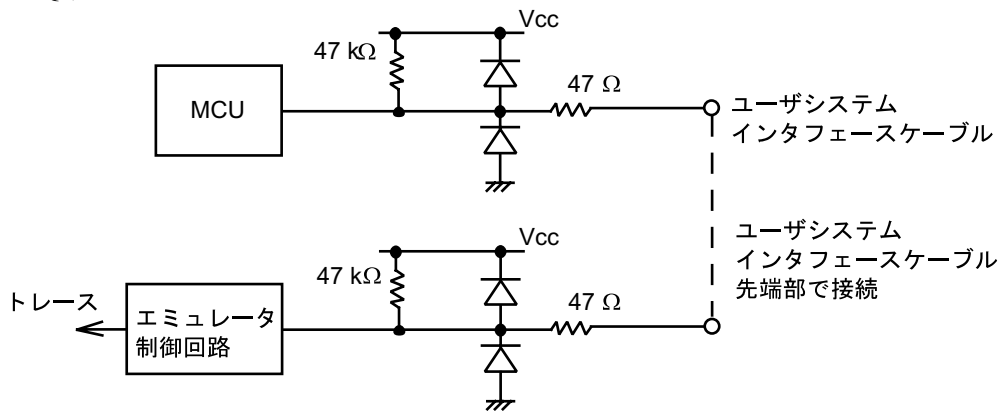 Vcc
47 kΩ
MCU
47 Ω
ユーザシステム
インタフェースケーブル
ユーザシステム
インタフェースケーブル
先端部で接続
Vcc
47 kΩ
47 Ω
トレース
エミュレータ
制御回路